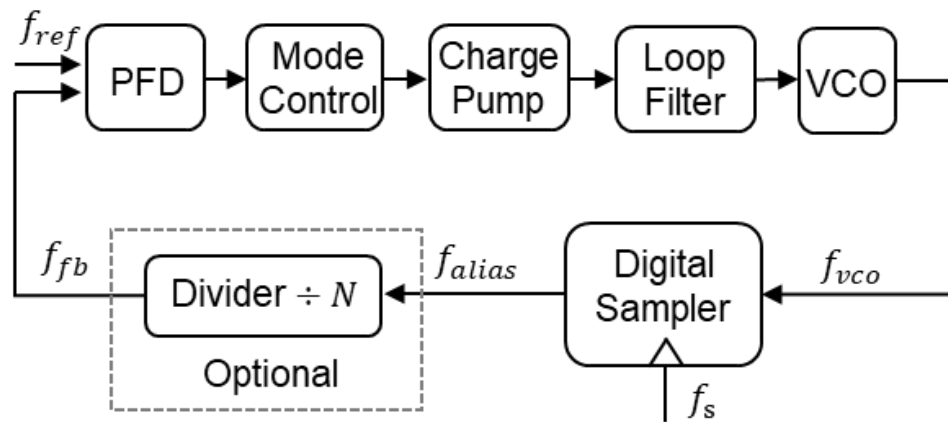 f_ref
PFD
Mode
Control
Charge
Pump
Loop
Filter
VCO
f_fb
Divider ÷ N
Optional
f_alias
Digital
Sampler
f_vco
f_s